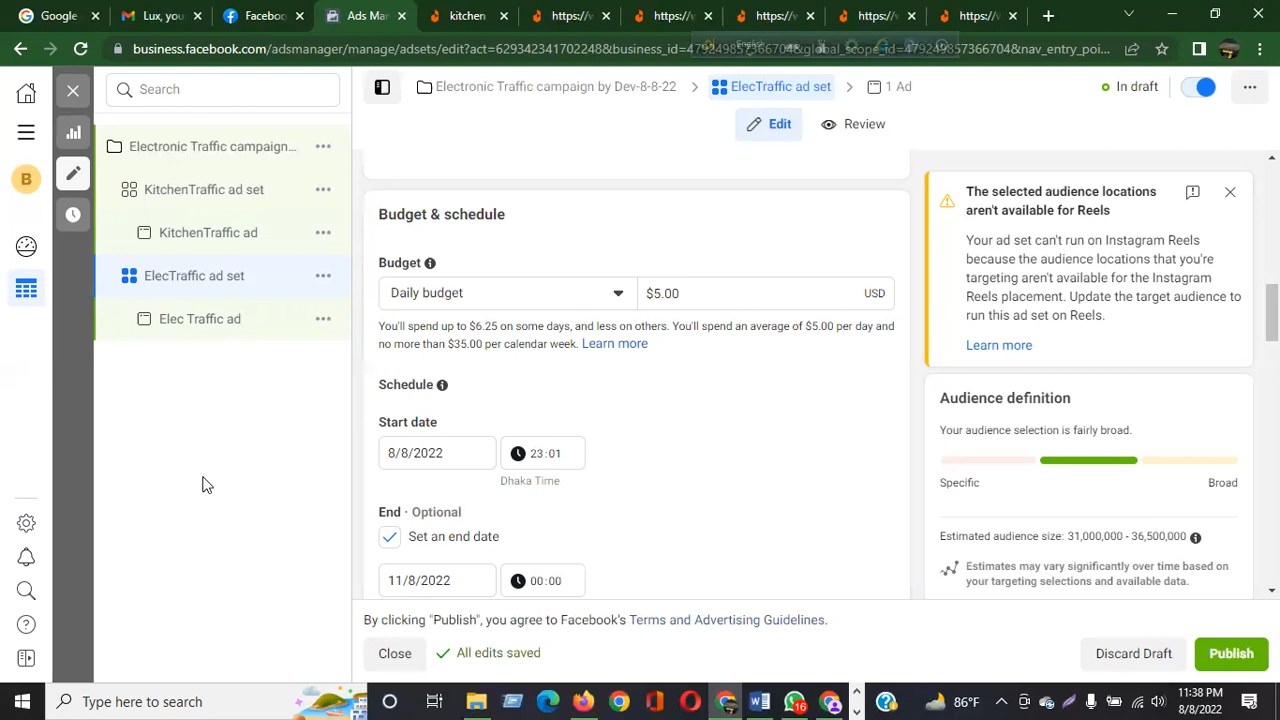 Google
Lux, you
Facebo
Ads Ma
kitchen
https://w
https://w
https://w
https://w
https://w
business.facebook.com/adsmanager/manage/adsets/edit?act=629342341702248&business_id=479249857366704&global_scope_id=479249857366704&nav_entry_poi...
Search
Electronic Traffic campaign by Dev-8-8-22
ElecTraffic ad set
1 Ad
In draft
Edit
Review
B
Electronic Traffic campaign...
KitchenTraffic ad set
KitchenTraffic ad
ElecTraffic ad set
Elec Traffic ad
Budget & schedule
Budget
Daily budget
$5.00
USD
You'll spend up to $6.25 on some days, and less on others. You'll spend an average of $5.00 per day and
no more than $35.00 per calendar week. Learn more
Schedule
Start date
8/8/2022
23:01
Dhaka Time
End · Optional
Set an end date
11/8/2022
00:00
The selected audience locations
aren't available for Reels
Your ad set can't run on Instagram Reels
because the audience locations that you're
targeting aren't available for the Instagram
Reels placement. Update the target audience to
run this ad set on Reels.
Learn more
Audience definition
Your audience selection is fairly broad.
Specific
Broad
Estimated audience size: 31,000,000 - 36,500,000
Estimates may vary significantly over time based on
your targeting selections and available data.
By clicking "Publish", you agree to Facebook's Terms and Advertising Guidelines.
Close
All edits saved
Discard Draft
Publish
Type here to search
16
86°F
11:38 PM
8/8/2022